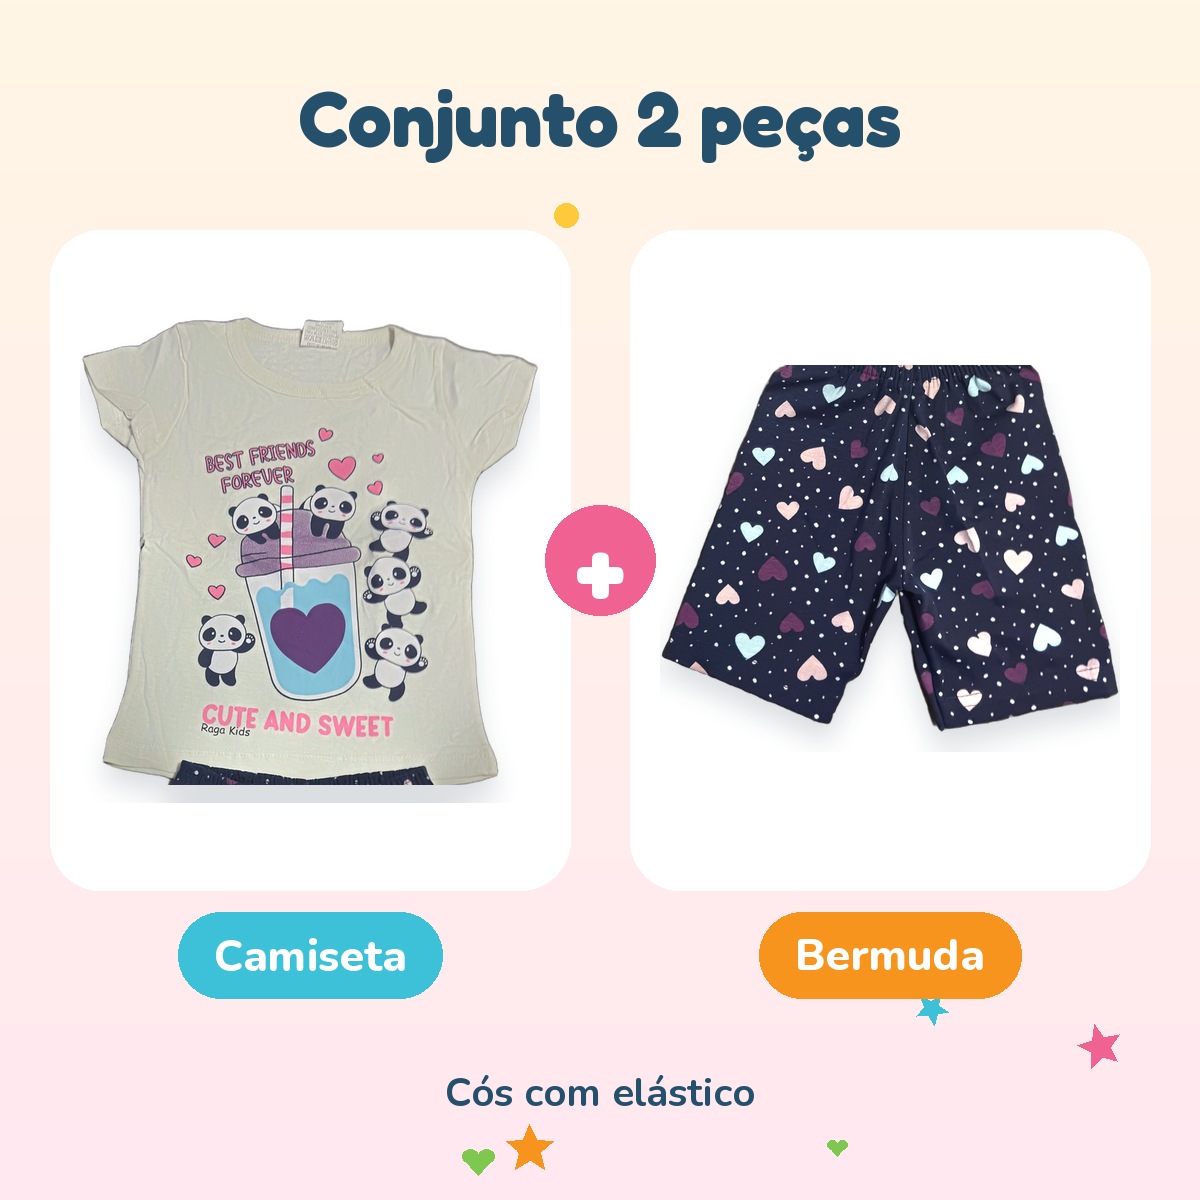 Conjunto 2 peças
BEST FRIENDS
FOREVER
CUTE AND SWEET
Raga Kids
+
Camiseta
Bermuda
Cós com elástico